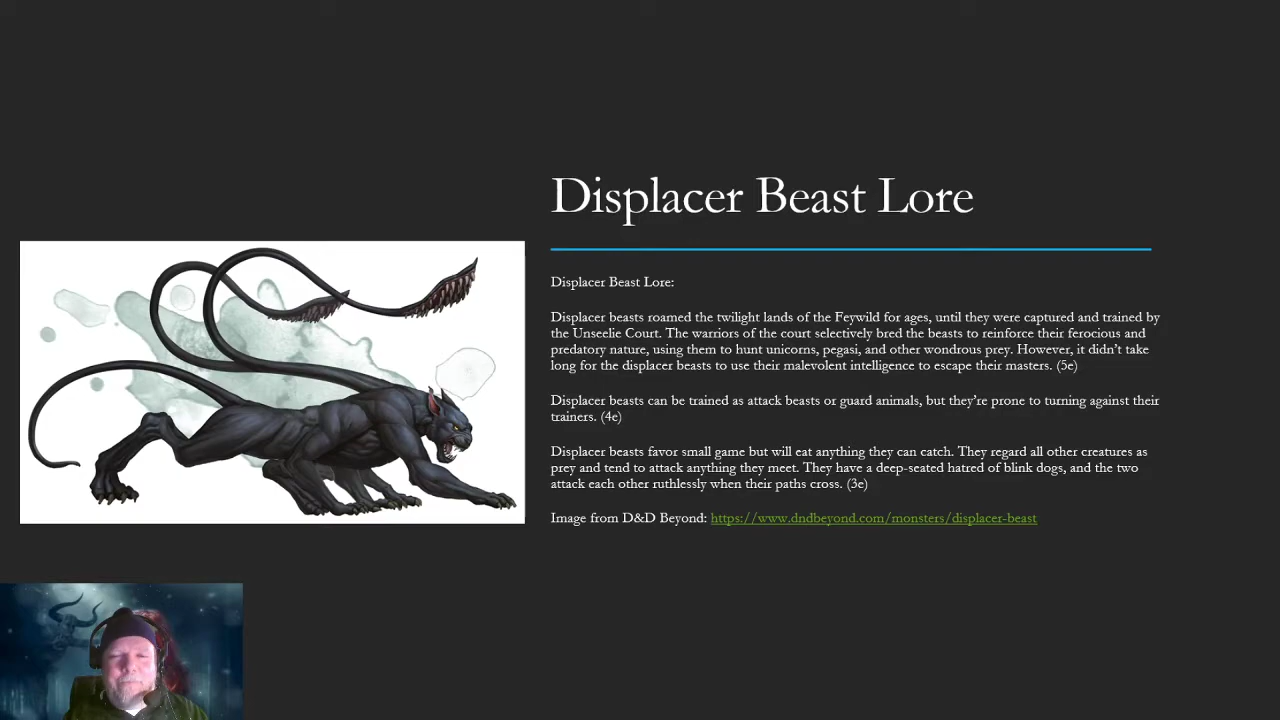 Displacer Beast Lore
Displacer Beast Lore:
Displacer beasts roamed the twilight lands of the Feywild for ages, until they were captured and trained by
the Unseelie Court. The warriors of the court selectively bred the beasts to reinforce their ferocious and
predatory nature, using them to hunt unicorns, pegasi, and other wondrous prey. However, it didn't take
long for the displacer beasts to use their malevolent intelligence to escape their masters. (5e)
Displacer beasts can be trained as attack beasts or guard animals, but they're prone to turning against their
trainers. (4e)
Displacer beasts favor small game but will eat anything they can catch. They regard all other creatures as
prey and tend to attack anything they meet. They have a deep-seated hatred of blink dogs, and the two
attack each other ruthlessly when their paths cross. (3e)
Image from D&D Beyond: https://www.dndbeyond.com/monsters/displacer-beast